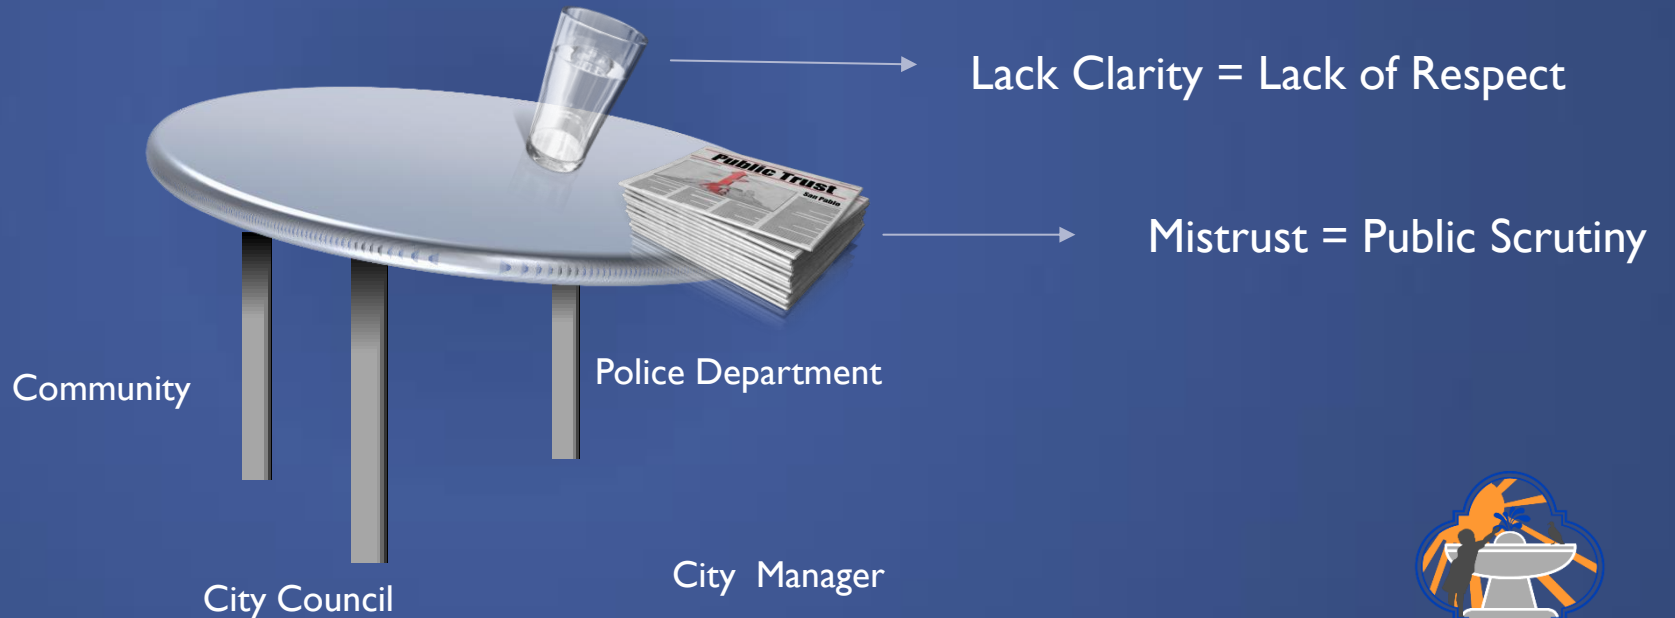 Lack Clarity = Lack of Respect
Public Trust
San Pablo
Mistrust = Public Scrutiny
Police Department
Community
City Manager
City Council